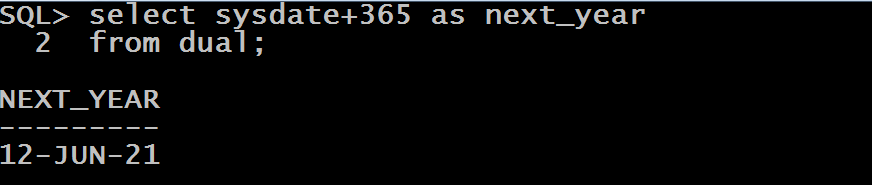 SQL> select sysdate+365 as next_year
  2  from dual;
NEXT_YEAR
---------
12-JUN-21